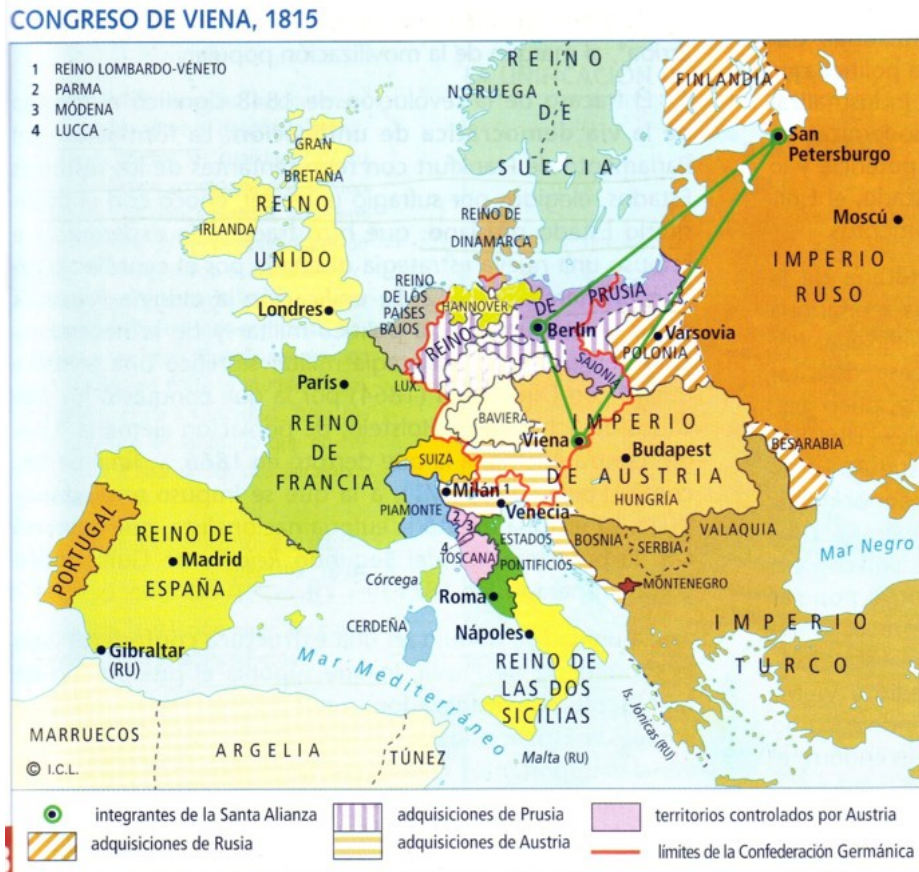 CONGRESO DE VIENA, 1815
1 REINO LOMBARDO-VÉNETO
2 PARMA
3 MÓDENA
4 LUCCA
REINO
DE
SUECIA
NORUEGA
FINLANDIA
San
Petersburgo
Moscú
IMPERIO
RUSO
GRAN
BRETAÑA
REINO
UNIDO
IRLANDA
Londres
REINO DE
DINAMARCA
REINO
DE LOS
PAISES
BAJOS
HANNOVER
REINO
DE
PRUSIA
Berlín
Varsovia
POLONIA
SAJONIA
LUX.
París
REINO
DE
FRANCIA
BAVIERA
Viena
IMPERIO
DE AUSTRIA
Budapest
HUNGRÍA
BESARABIA
SUIZA
Milán
1
Venecia
PIAMONTE
2
3
4
TOSCANA
ESTADOS
PONTIFICIOS
BOSNIA
SERBIA
VALAQUIA
MONTENEGRO
Mar Negro
PORTUGAL
REINO DE
ESPAÑA
Madrid
Córcega
Roma
CERDEÑA
Nápoles
REINO DE
LAS DOS
SICILIAS
IMPERIO
TURCO
Gibraltar
(RU)
Mar Mediterráneo
Is. Jónicas (RU)
Malta (RU)
MARRUECOS
ARGELIA
TÚNEZ
© I.C.L.
integrantes de la Santa Alianza
adquisiciones de Rusia
adquisiciones de Prusia
adquisiciones de Austria
territorios controlados por Austria
límites de la Confederación Germánica